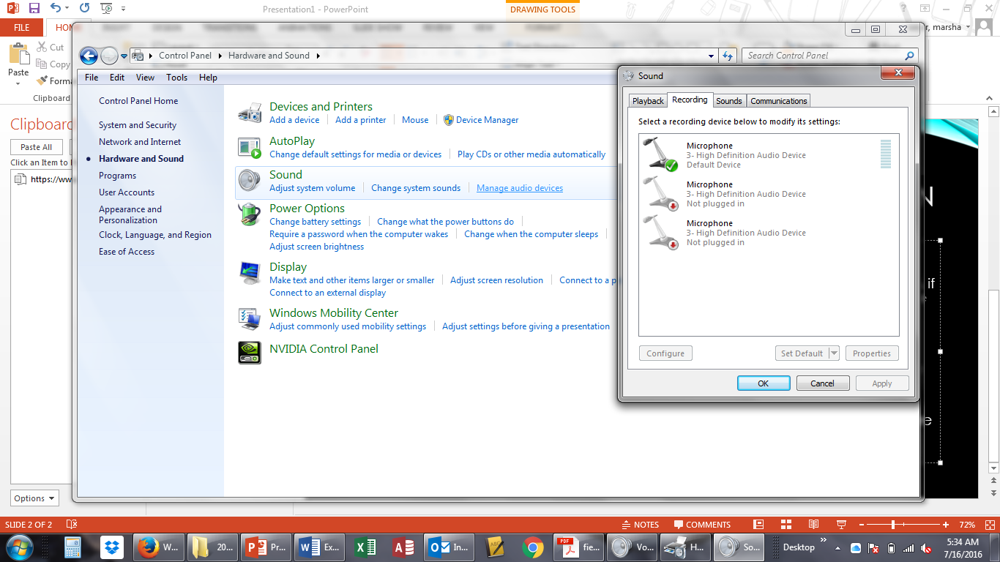 Presentation1 - PowerPoint
DRAWING TOOLS
FILE
marsha
Cut
Copy
Paste
Clipboard
Clipboard
Paste All
Click an Item to
https://ww
Options
Control Panel
Hardware and Sound
Search Control Panel
File Edit View Tools Help
Control Panel Home
System and Security
Network and Internet
Hardware and Sound
Programs
User Accounts
Appearance and
Personalization
Clock, Language, and Region
Ease of Access
Devices and Printers
Add a device Add a printer Mouse Device Manager
AutoPlay
Change default settings for media or devices Play CDs or other media automatically
Sound
Adjust system volume Change system sounds Manage audio devices
Power Options
Change battery settings Change what the power buttons do
Require a password when the computer wakes Change when the computer sleeps
Adjust screen brightness
Display
Make text and other items larger or smaller Adjust screen resolution Connect to a p
Connect to an external display
Windows Mobility Center
Adjust commonly used mobility settings Adjust settings before giving a presentation
NVIDIA Control Panel
Sound
Playback Recording Sounds Communications
Select a recording device below to modify its settings:
Microphone
3- High Definition Audio Device
Default Device
Microphone
3- High Definition Audio Device
Not plugged in
Microphone
3- High Definition Audio Device
Not plugged in
Configure Set Default Properties
OK Cancel Apply
N
if
e
SLIDE 2 OF 2 NOTES COMMENTS 72%
W... 20... Pr... Ex... In... fie... Vo... H... So... Desktop
5:34 AM
7/16/2016